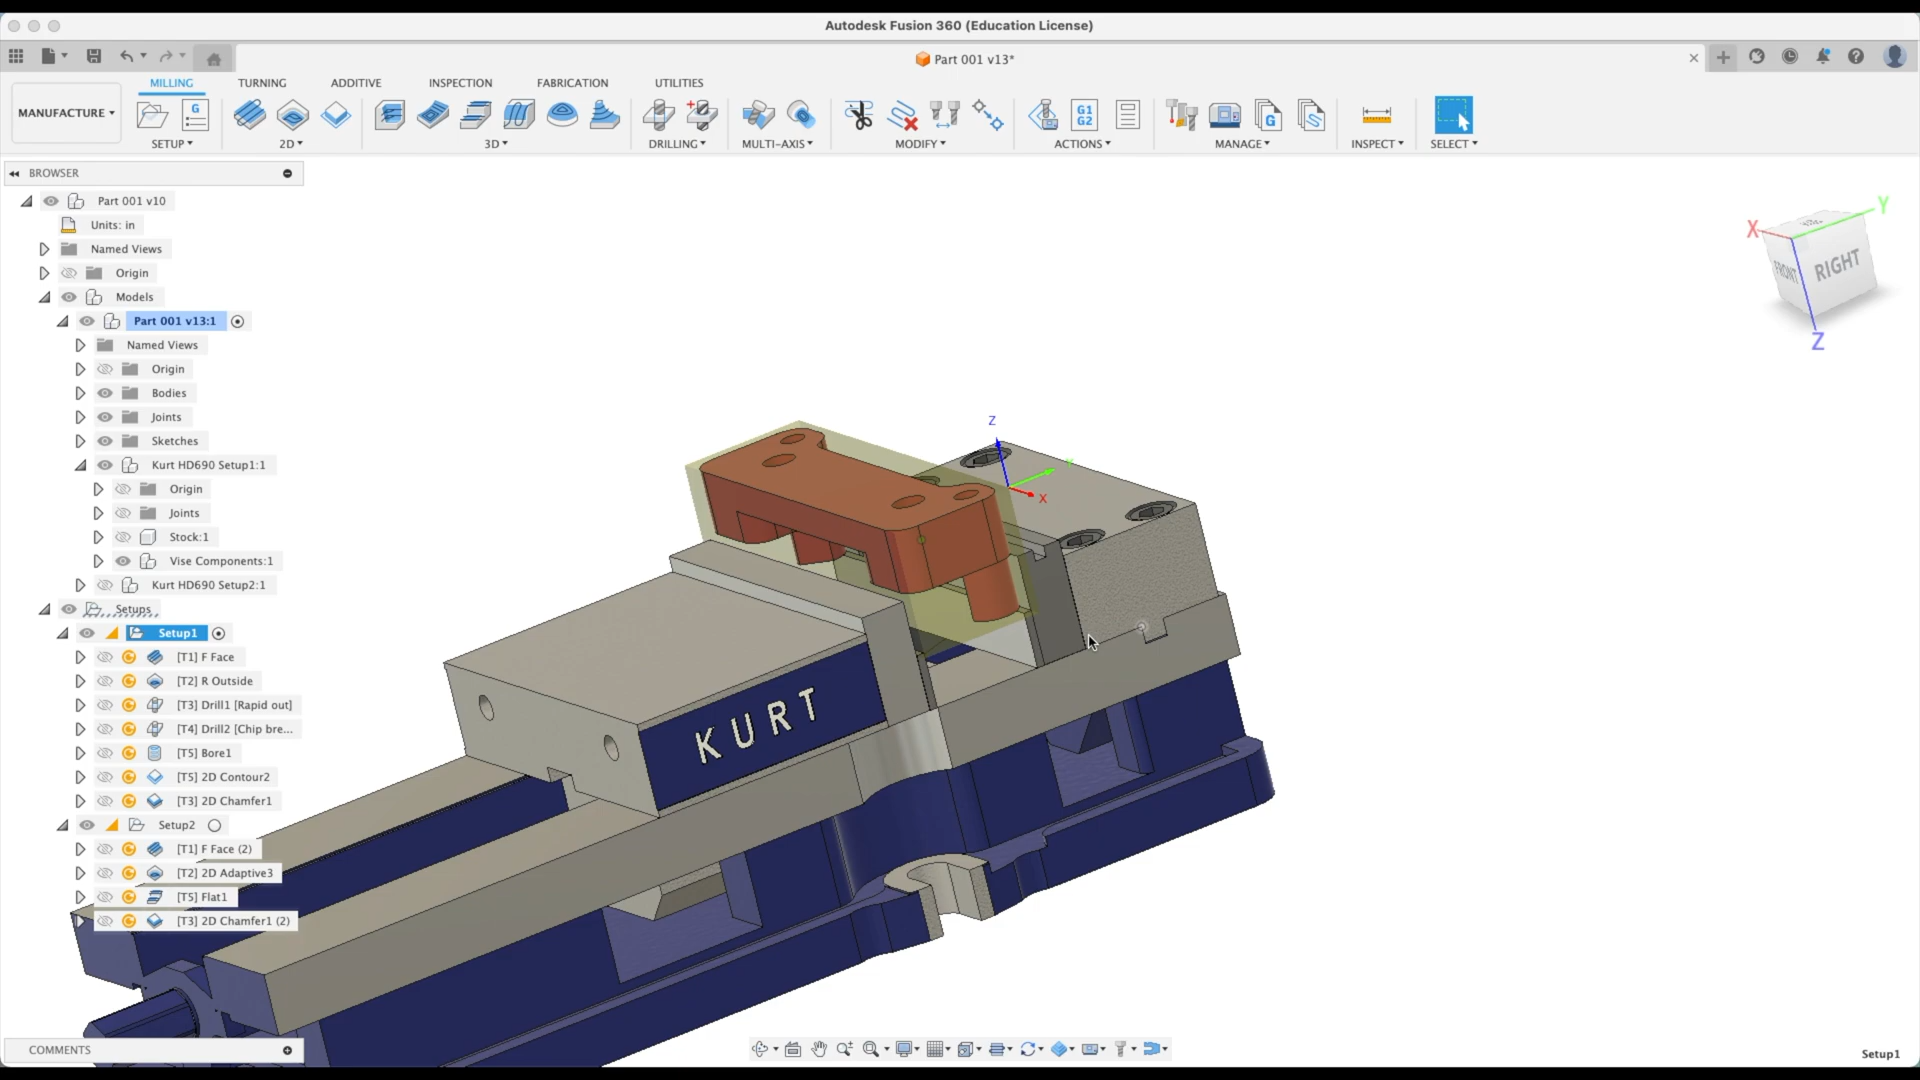 Autodesk Fusion 360 (Education License)
Part 001 v13*
MILLING TURNING ADDITIVE INSPECTION FABRICATION UTILITIES
MANUFACTURE
G
G1
G2
G
SETUP 2D 3D DRILLING MULTI-AXIS MODIFY ACTIONS MANAGE INSPECT SELECT
BROWSER
Part 001 v10
Units: in
Named Views
Origin
Models
Part 001 v13:1
Named Views
Origin
Bodies
Joints
Sketches
Kurt HD690 Setup1:1
Origin
Joints
Stock:1
Vise Components:1
Kurt HD690 Setup2:1
Setups
Setup1
[T1] F Face
[T2] R Outside
[T3] Drill1 [Rapid out]
[T4] Drill2 [Chip bre...
[T5] Bore1
[T5] 2D Contour2
[T3] 2D Chamfer1
Setup2
[T1] F Face (2)
[T2] 2D Adaptive3
[T5] Flat1
[T3] 2D Chamfer1 (2)
COMMENTS
X
Y
FRONT
RIGHT
Z
Z
Y
X
KURT
Setup1